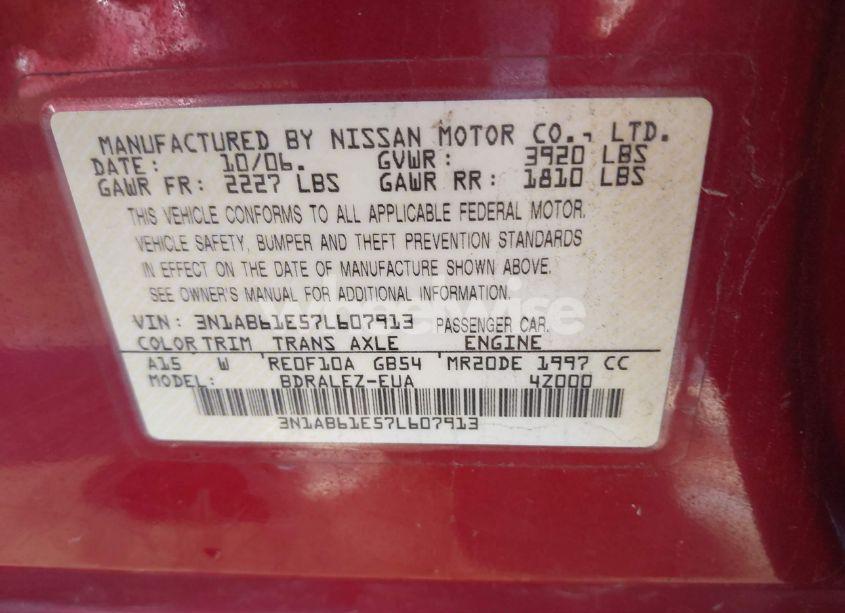 MANUFACTURED BY NISSAN MOTOR CO., LTD.
DATE: 10/06. GVWR: 3920 LBS
GAWR FR: 2227 LBS GAWR RR: 1810 LBS
THIS VEHICLE CONFORMS TO ALL APPLICABLE FEDERAL MOTOR.
VEHICLE SAFETY, BUMPER AND THEFT PREVENTION STANDARDS
IN EFFECT ON THE DATE OF MANUFACTURE SHOWN ABOVE.
SEE OWNER'S MANUAL FOR ADDITIONAL INFORMATION.
VIN: 3N1AB61E57L607913 PASSENGER CAR.
COLOR TRIM TRANS AXLE ENGINE
A15 W RE0F10A GB54 MR20DE 1997 CC
MODEL: BDRALEZ-EUA 4Z000
3N1AB61E57L607913